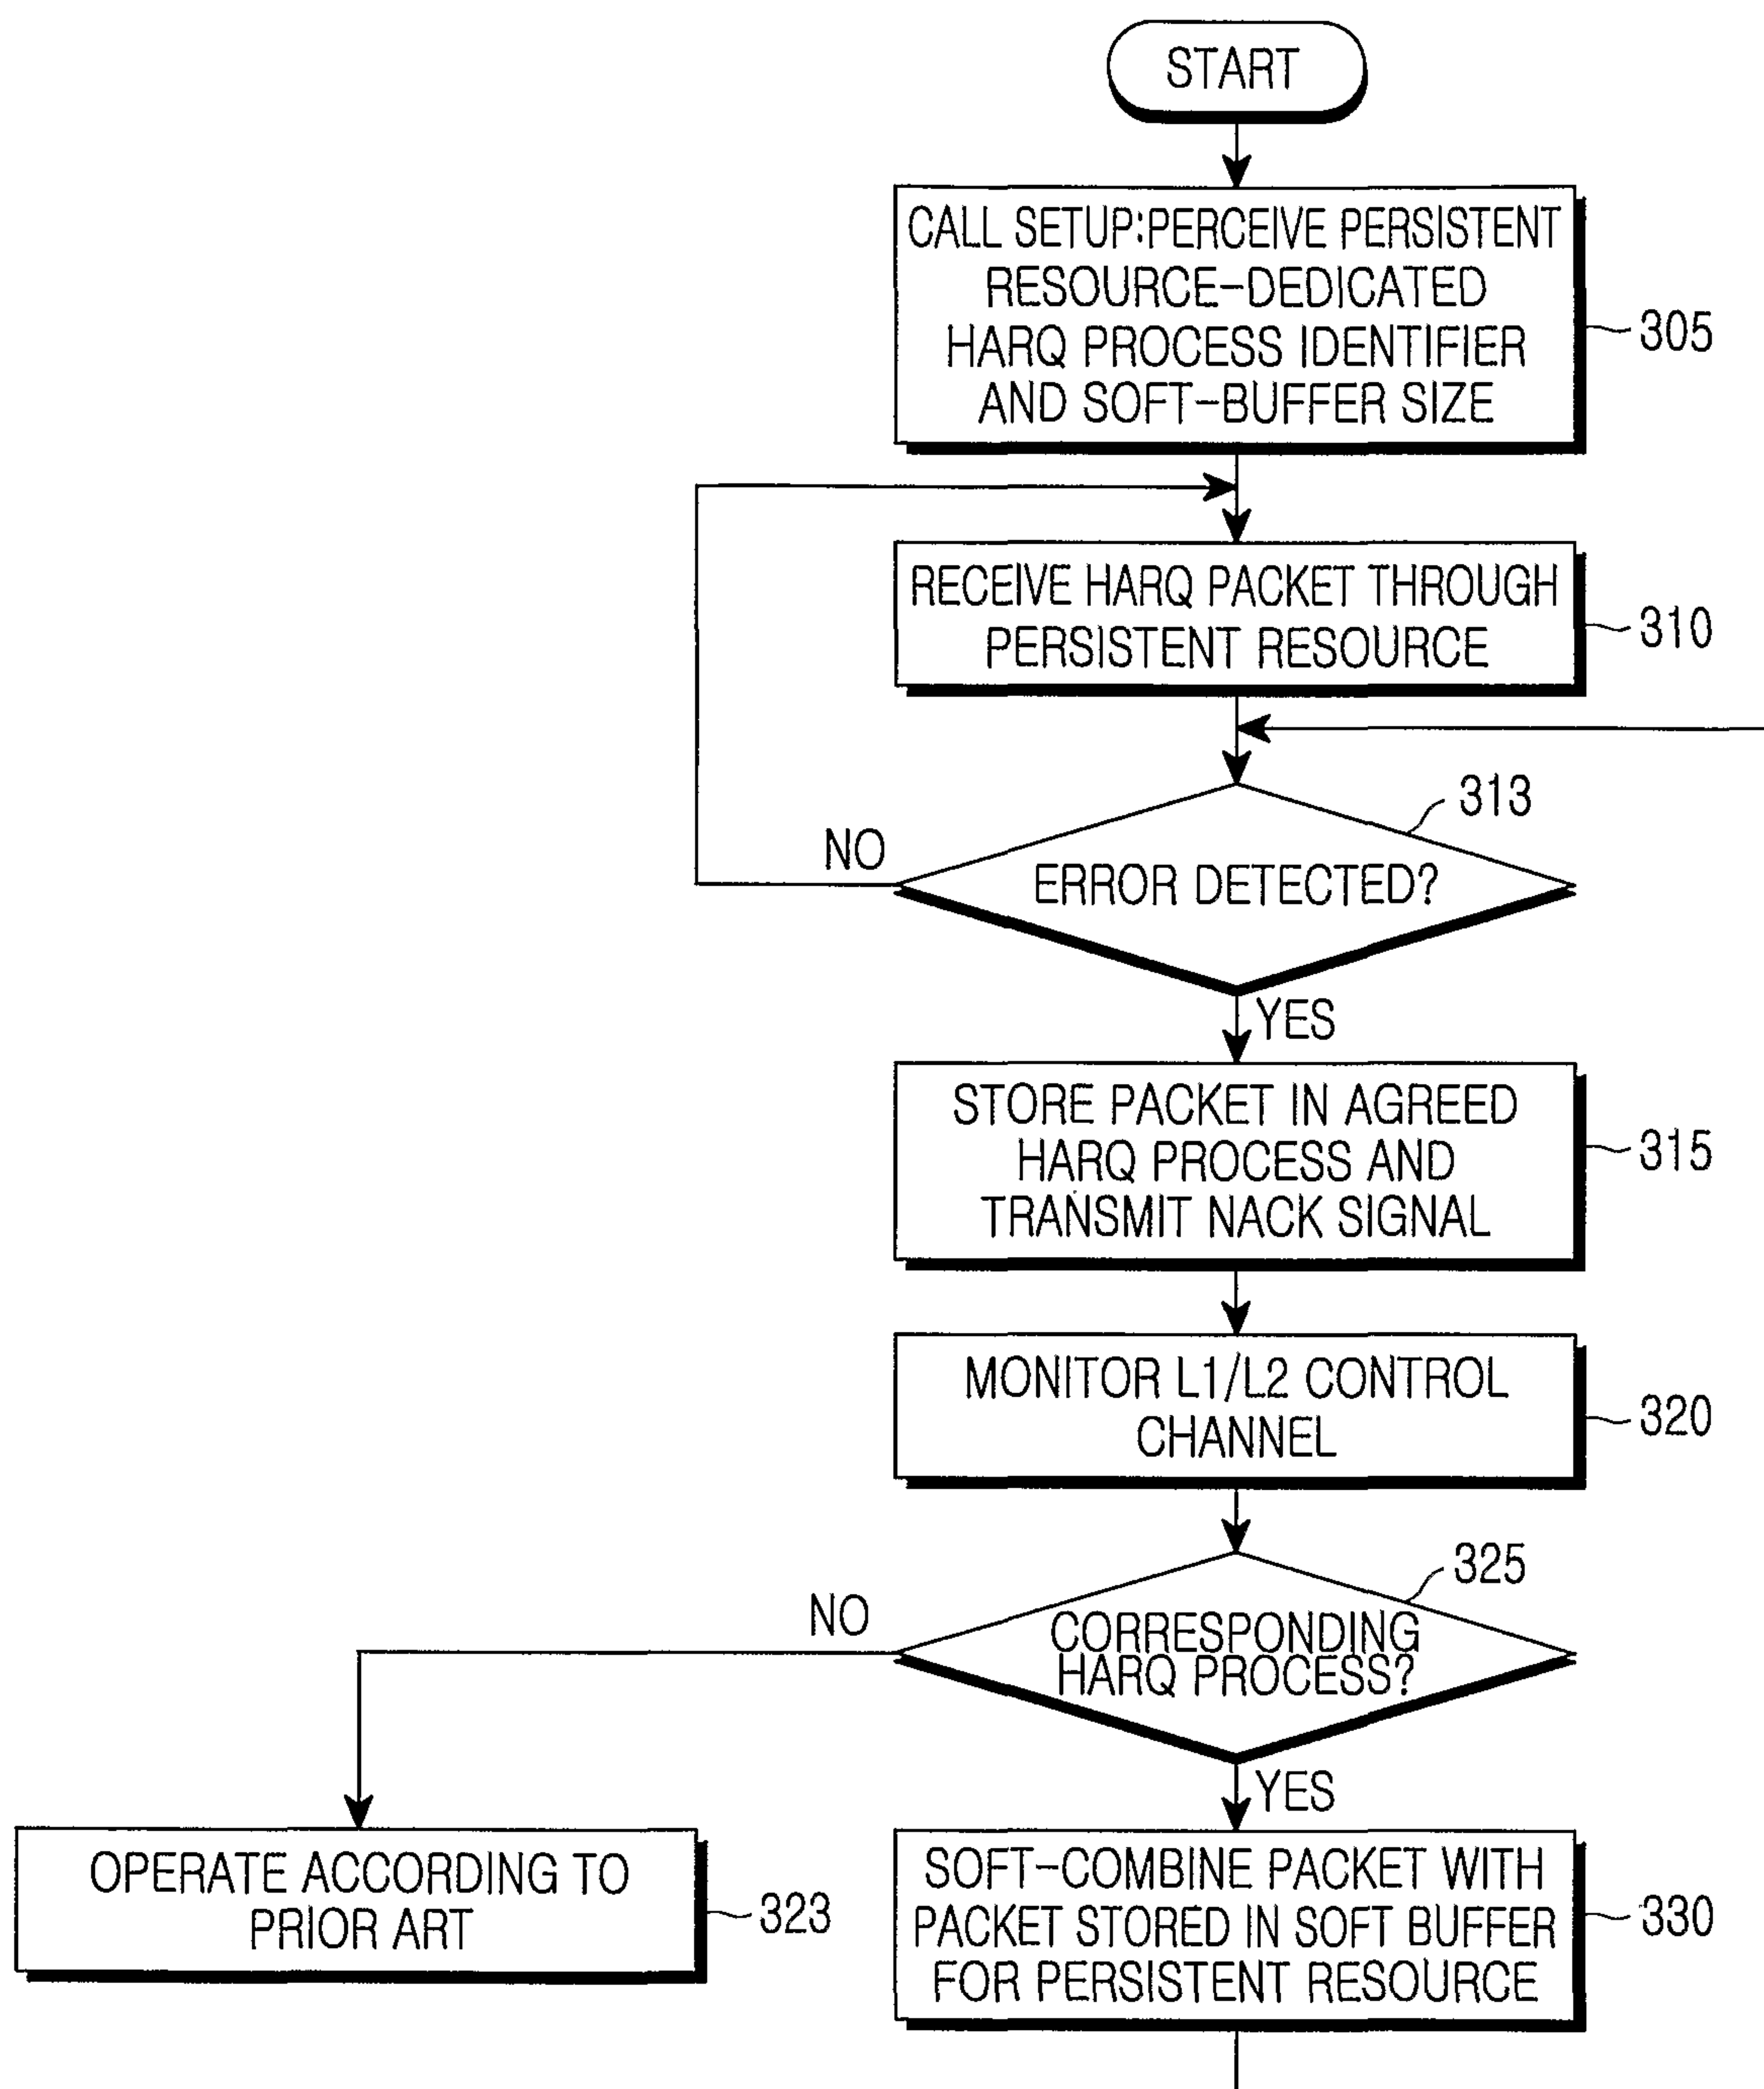 START
CALL SETUP:PERCEIVE PERSISTENT
RESOURCE-DEDICATED
HARQ PROCESS IDENTIFIER
AND SOFT-BUFFER SIZE
305
RECEIVE HARQ PACKET THROUGH
PERSISTENT RESOURCE
310
313
NO
ERROR DETECTED?
YES
STORE PACKET IN AGREED
HARQ PROCESS AND
TRANSMIT NACK SIGNAL
315
MONITOR L1/L2 CONTROL
CHANNEL
320
325
NO
CORRESPONDING
HARQ PROCESS?
YES
OPERATE ACCORDING TO
PRIOR ART
323
SOFT-COMBINE PACKET WITH
PACKET STORED IN SOFT BUFFER
FOR PERSISTENT RESOURCE
330